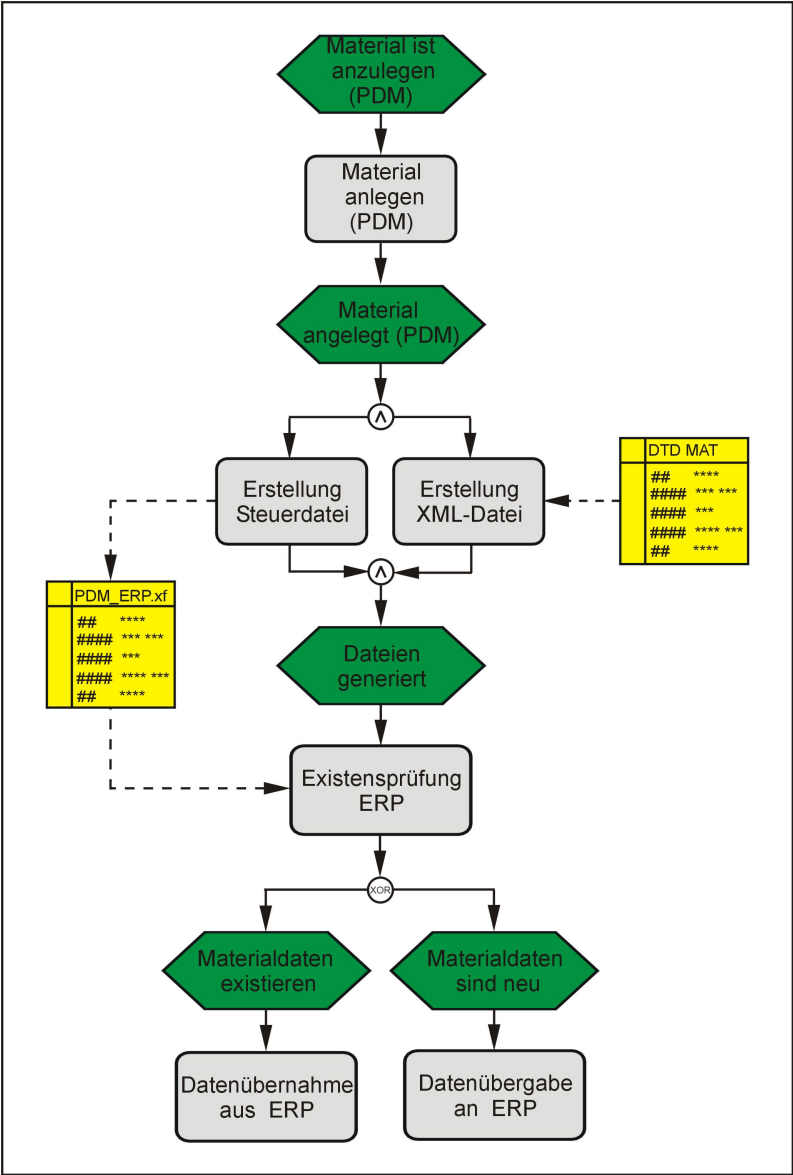 Material ist
anzulegen
(PDM)
Material
anlegen
(PDM)
Material
angelegt (PDM)
Λ
Erstellung
Steuerdatei
Erstellung
XML-Datei
DTD MAT
## ****
#### *** ***
#### ***
#### **** ***
## ****
Λ
PDM_ERP.xf
## ****
#### *** ***
#### ***
#### **** ***
## ****
Dateien
generiert
Existensprüfung
ERP
XOR
Materialdaten
existieren
Materialdaten
sind neu
Datenübernahme
aus ERP
Datenübergabe
an ERP